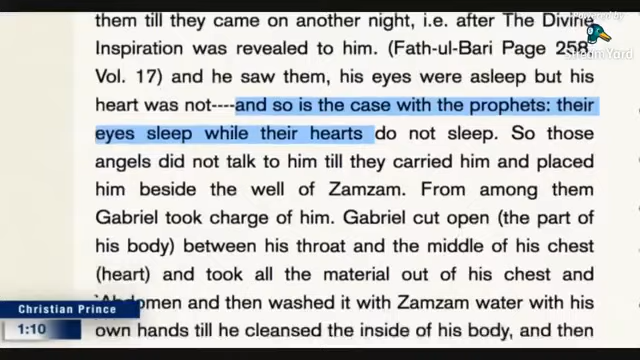 them till they came on another night, i.e. after The Divine
Inspiration was revealed to him. (Fath-ul-Bari Page 258
Vol. 17) and he saw them, his eyes were asleep but his
heart was not----and so is the case with the prophets: their
eyes sleep while their hearts do not sleep. So those
angels did not talk to him till they carried him and placed
him beside the well of Zamzam. From among them
Gabriel took charge of him. Gabriel cut open (the part of
his body) between his throat and the middle of his chest
(heart) and took all the material out of his chest and
Abdomen and then washed it with Zamzam water with his
own hands till he cleansed the inside of his body, and then
Powered by
StreamYard
Christian Prince
1:10